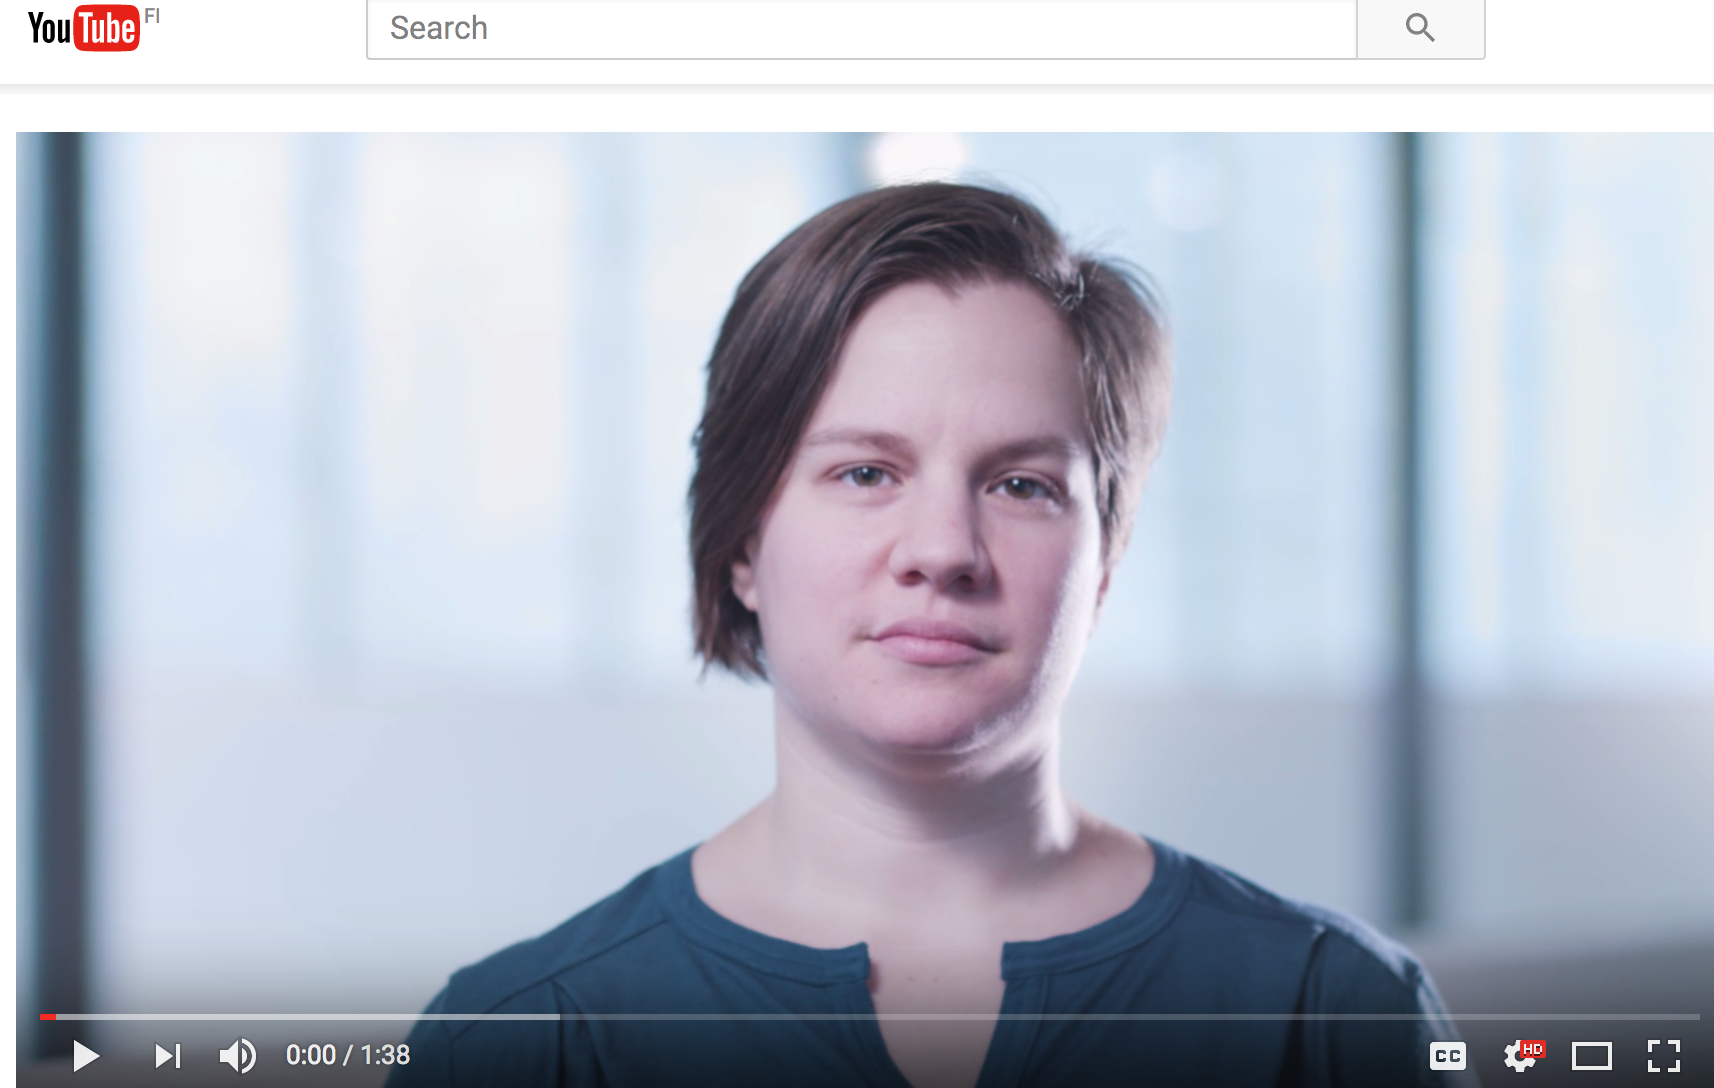 YouTube FI
Search
0:00 / 1:38
CC
HD